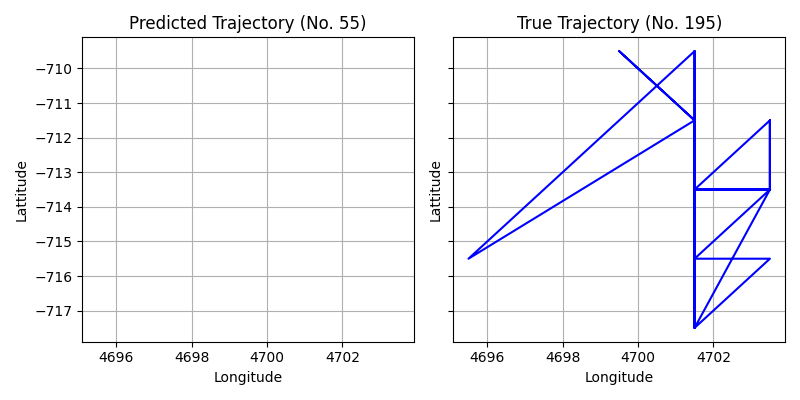 Predicted Trajectory (No. 55)
True Trajectory (No. 195)
Lattitude
−710
−711
−712
−713
−714
−715
−716
−717
4696
4698
4700
4702
Longitude
Lattitude
4696
4698
4700
4702
Longitude